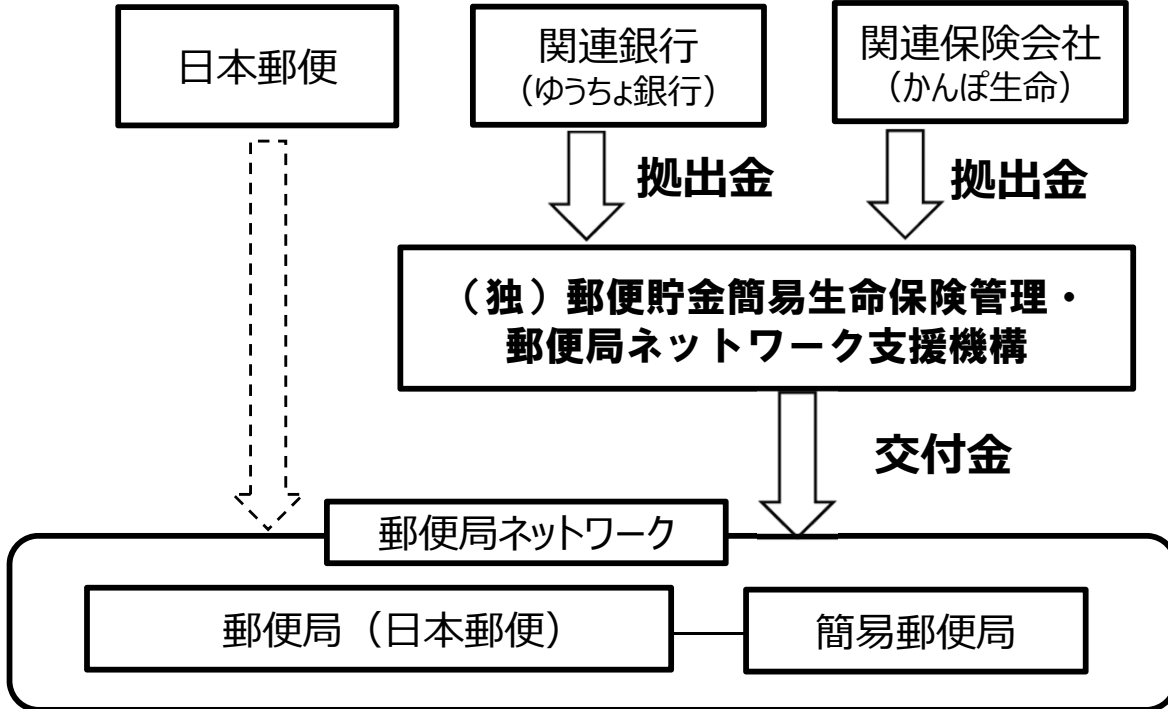 日本郵便
関連銀行
（ゆうちょ銀行）
関連保険会社
（かんぽ生命）
拠出金
拠出金
（独）郵便貯金簡易生命保険管理・
郵便局ネットワーク支援機構
交付金
郵便局ネットワーク
郵便局（日本郵便）
簡易郵便局